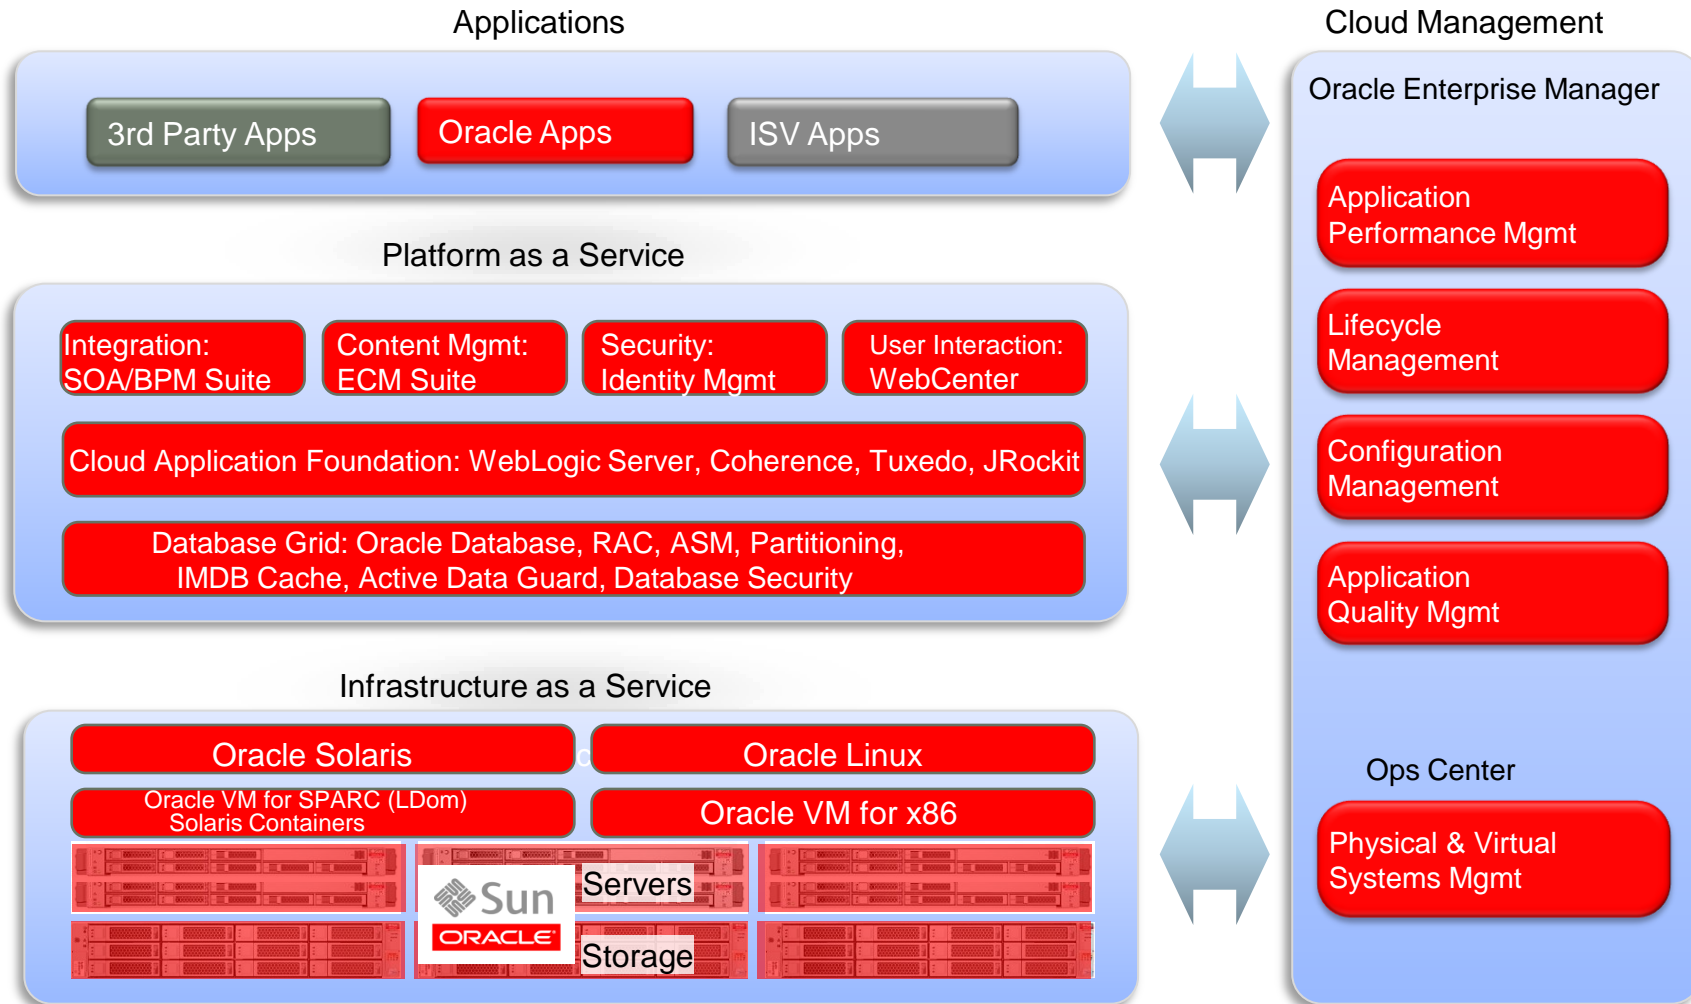 Applications
Cloud Management
3rd Party Apps
Oracle Apps
ISV Apps
Oracle Enterprise Manager
Application
Performance Mgmt
Lifecycle
Management
Configuration
Management
Application
Quality Mgmt
Ops Center
Physical & Virtual
Systems Mgmt
Platform as a Service
Integration:
SOA/BPM Suite
Content Mgmt:
ECM Suite
Security:
Identity Mgmt
User Interaction:
WebCenter
Cloud Application Foundation: WebLogic Server, Coherence, Tuxedo, JRockit
Database Grid: Oracle Database, RAC, ASM, Partitioning,
IMDB Cache, Active Data Guard, Database Security
Infrastructure as a Service
Oracle Solaris
Oracle Linux
Oracle VM for SPARC (LDom)
Solaris Containers
Oracle VM for x86
Servers
Sun
ORACLE
Storage